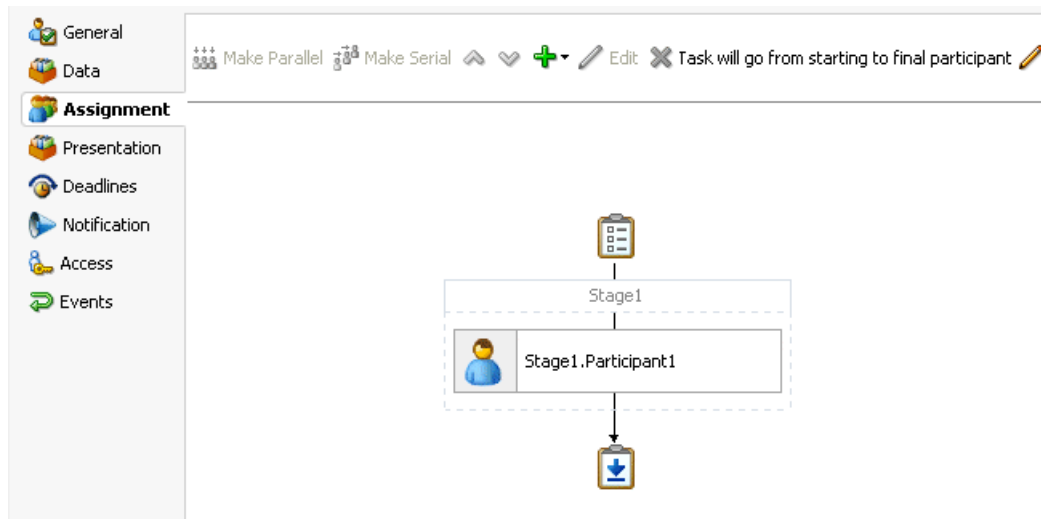 General
Data
Assignment
Presentation
Deadlines
Notification
Access
Events
Make Parallel Make Serial Edit Task will go from starting to final participant
Stage1
Stage1.Participant1